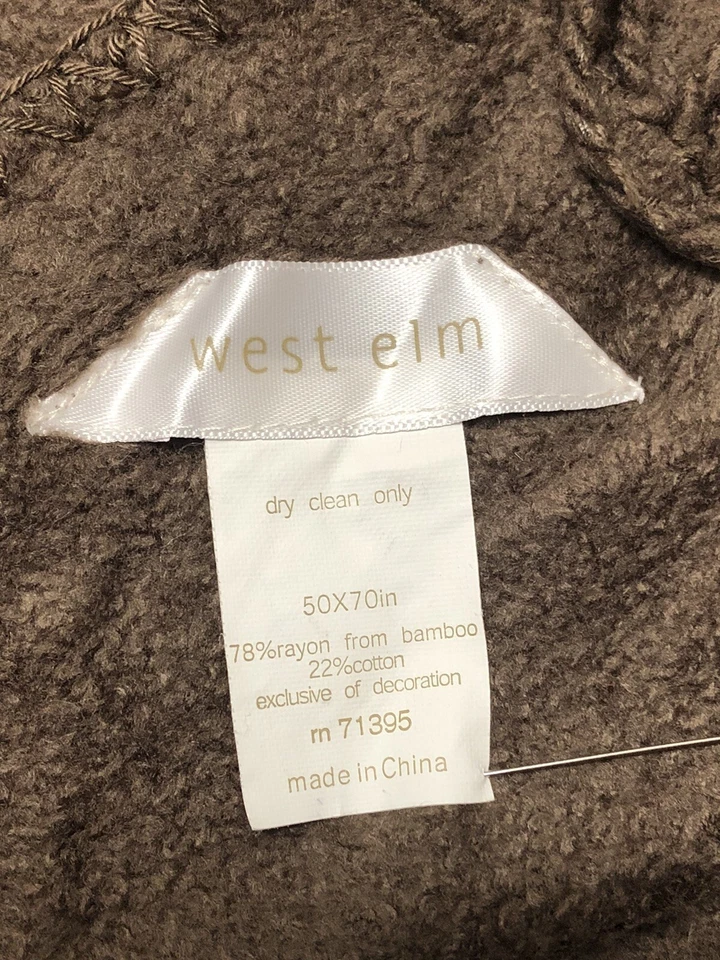 west elm
dry clean only
50X70in
78%rayon from bamboo
22%cotton
exclusive of decoration
rn 71395
made in China